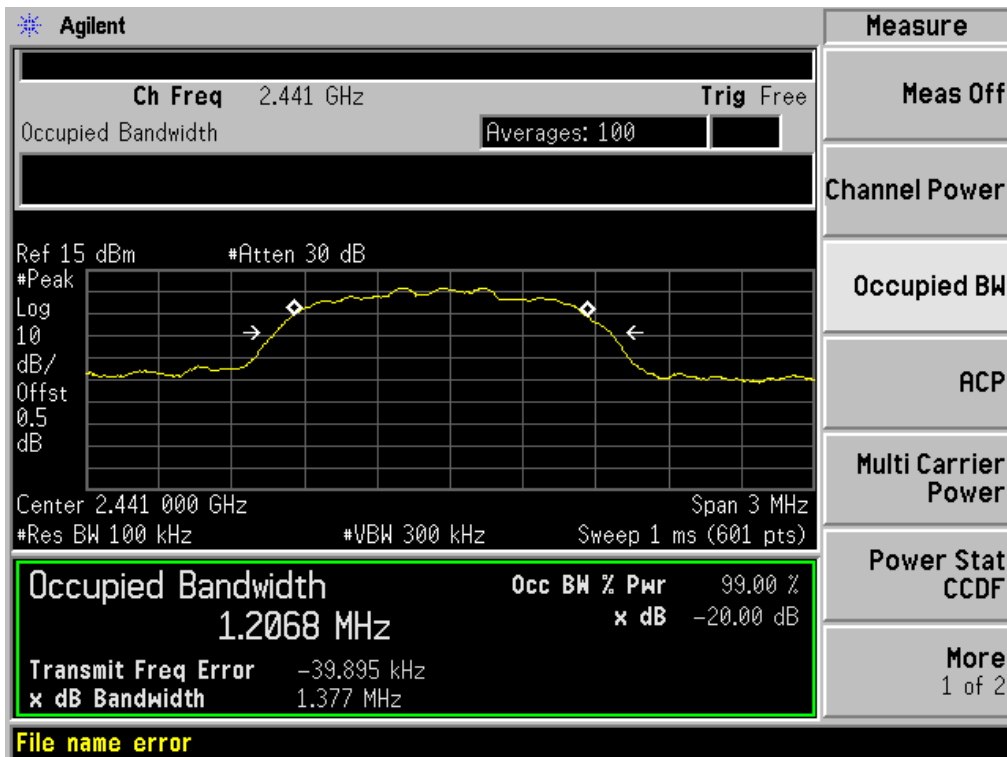 Agilent
Measure
Ch Freq 2.441 GHz
Trig Free
Occupied Bandwidth
Averages: 100
Ref 15 dBm
#Atten 30 dB
#Peak
Log
10
dB/
Offst
0.5
dB
Center 2.441 000 GHz
Span 3 MHz
#Res BW 100 kHz
#VBW 300 kHz
Sweep 1 ms (601 pts)
Occupied Bandwidth
1.2068 MHz
Occ BW % Pwr 99.00 %
x dB -20.00 dB
Transmit Freq Error -39.895 kHz
x dB Bandwidth 1.377 MHz
File name error
Meas Off
Channel Power
Occupied BW
ACP
Multi Carrier
Power
Power Stat
CCDF
More
1 of 2